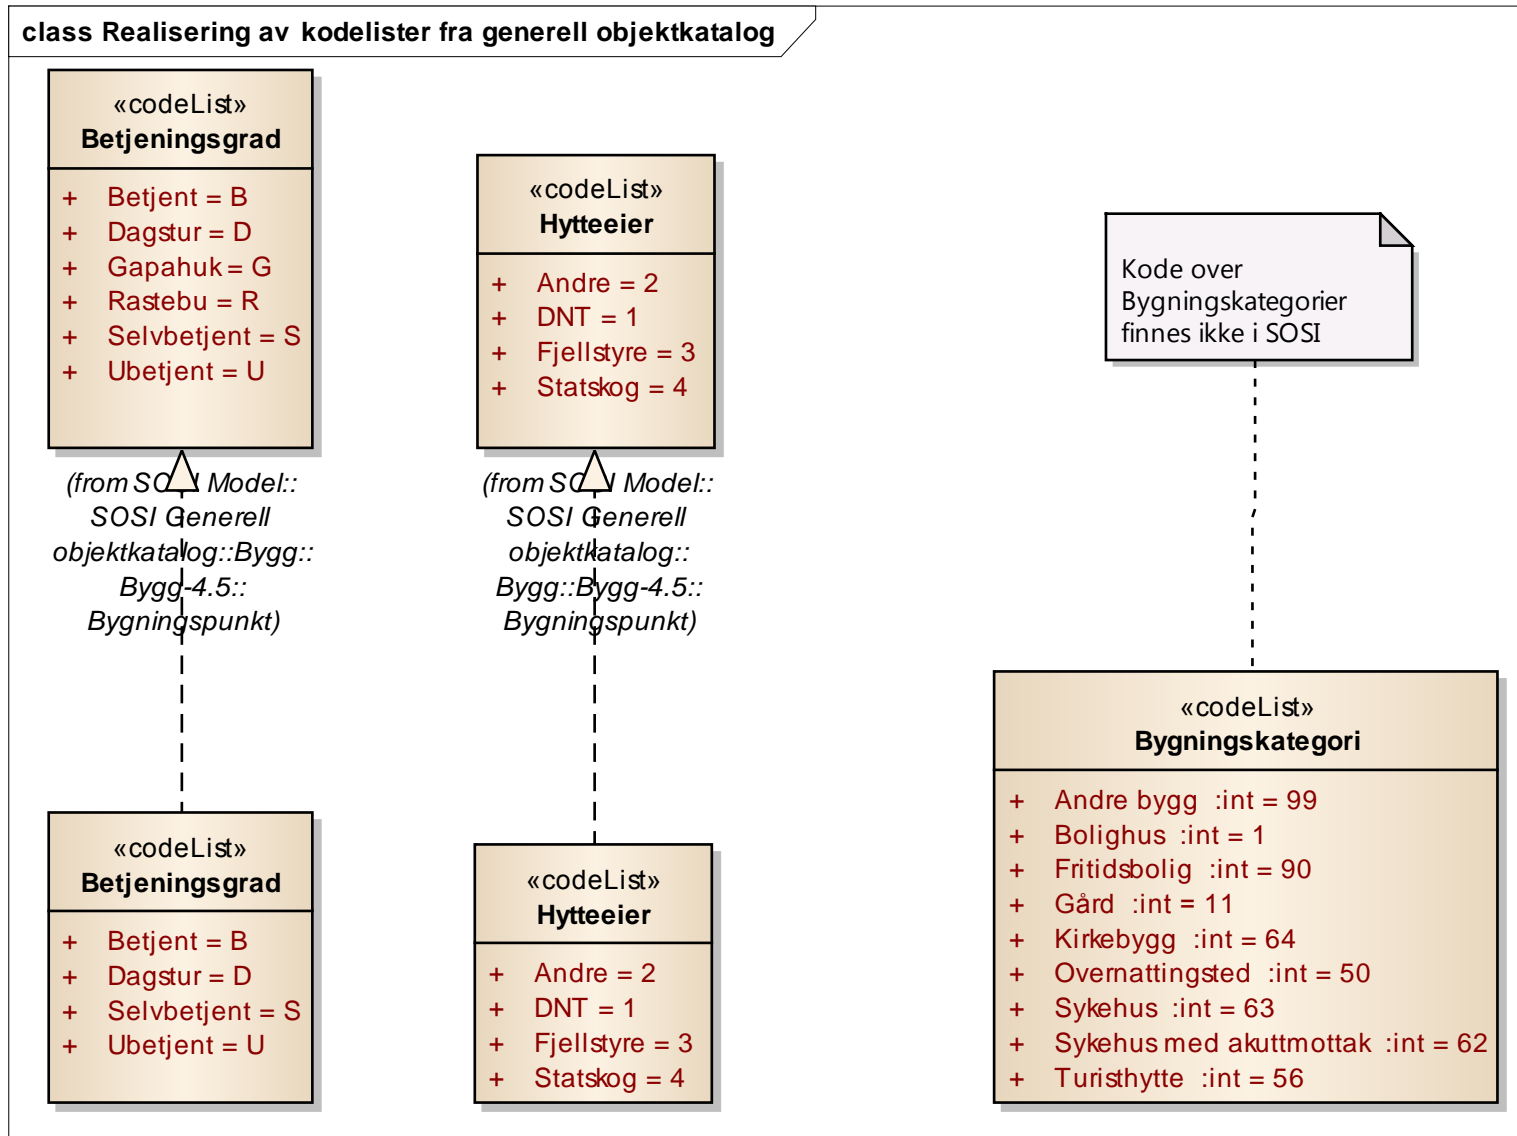 class Realisering av kodelister fra generell objektkatalog
«codeList»
Betjeningsgrad
+ Betjent = B
+ Dagstur = D
+ Gapahuk = G
+ Rastebu = R
+ Selvbetjent = S
+ Ubetjent = U
(from SOSI Model::
SOSI Generell
objektkatalog::Bygg::
Bygg-4.5::
Bygningspunkt)
«codeList»
Hytteeier
+ Andre = 2
+ DNT = 1
+ Fjellstyre = 3
+ Statskog = 4
(from SOSI Model::
SOSI Generell
objektkatalog::
Bygg::Bygg-4.5::
Bygningspunkt)
Kode over
Bygningskategorier
finnes ikke i SOSI
«codeList»
Betjeningsgrad
+ Betjent = B
+ Dagstur = D
+ Selvbetjent = S
+ Ubetjent = U
«codeList»
Hytteeier
+ Andre = 2
+ DNT = 1
+ Fjellstyre = 3
+ Statskog = 4
«codeList»
Bygningskategori
+ Andre bygg :int = 99
+ Bolighus :int = 1
+ Fritidsbolig :int = 90
+ Gård :int = 11
+ Kirkebygg :int = 64
+ Overnattingsted :int = 50
+ Sykehus :int = 63
+ Sykehus med akuttmottak :int = 62
+ Turisthytte :int = 56